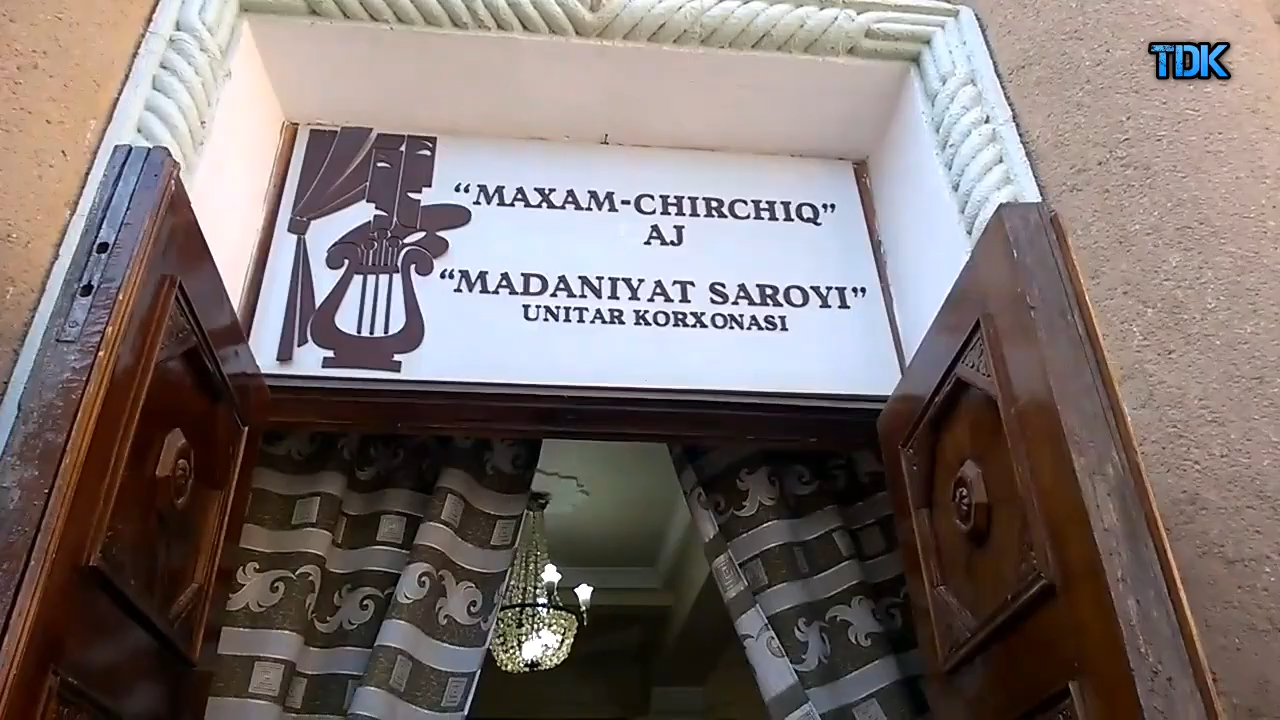 TDK
“MAXAM-CHIRCHIQ”
AJ
“MADANIYAT SAROYI”
UNITAR KORXONASI